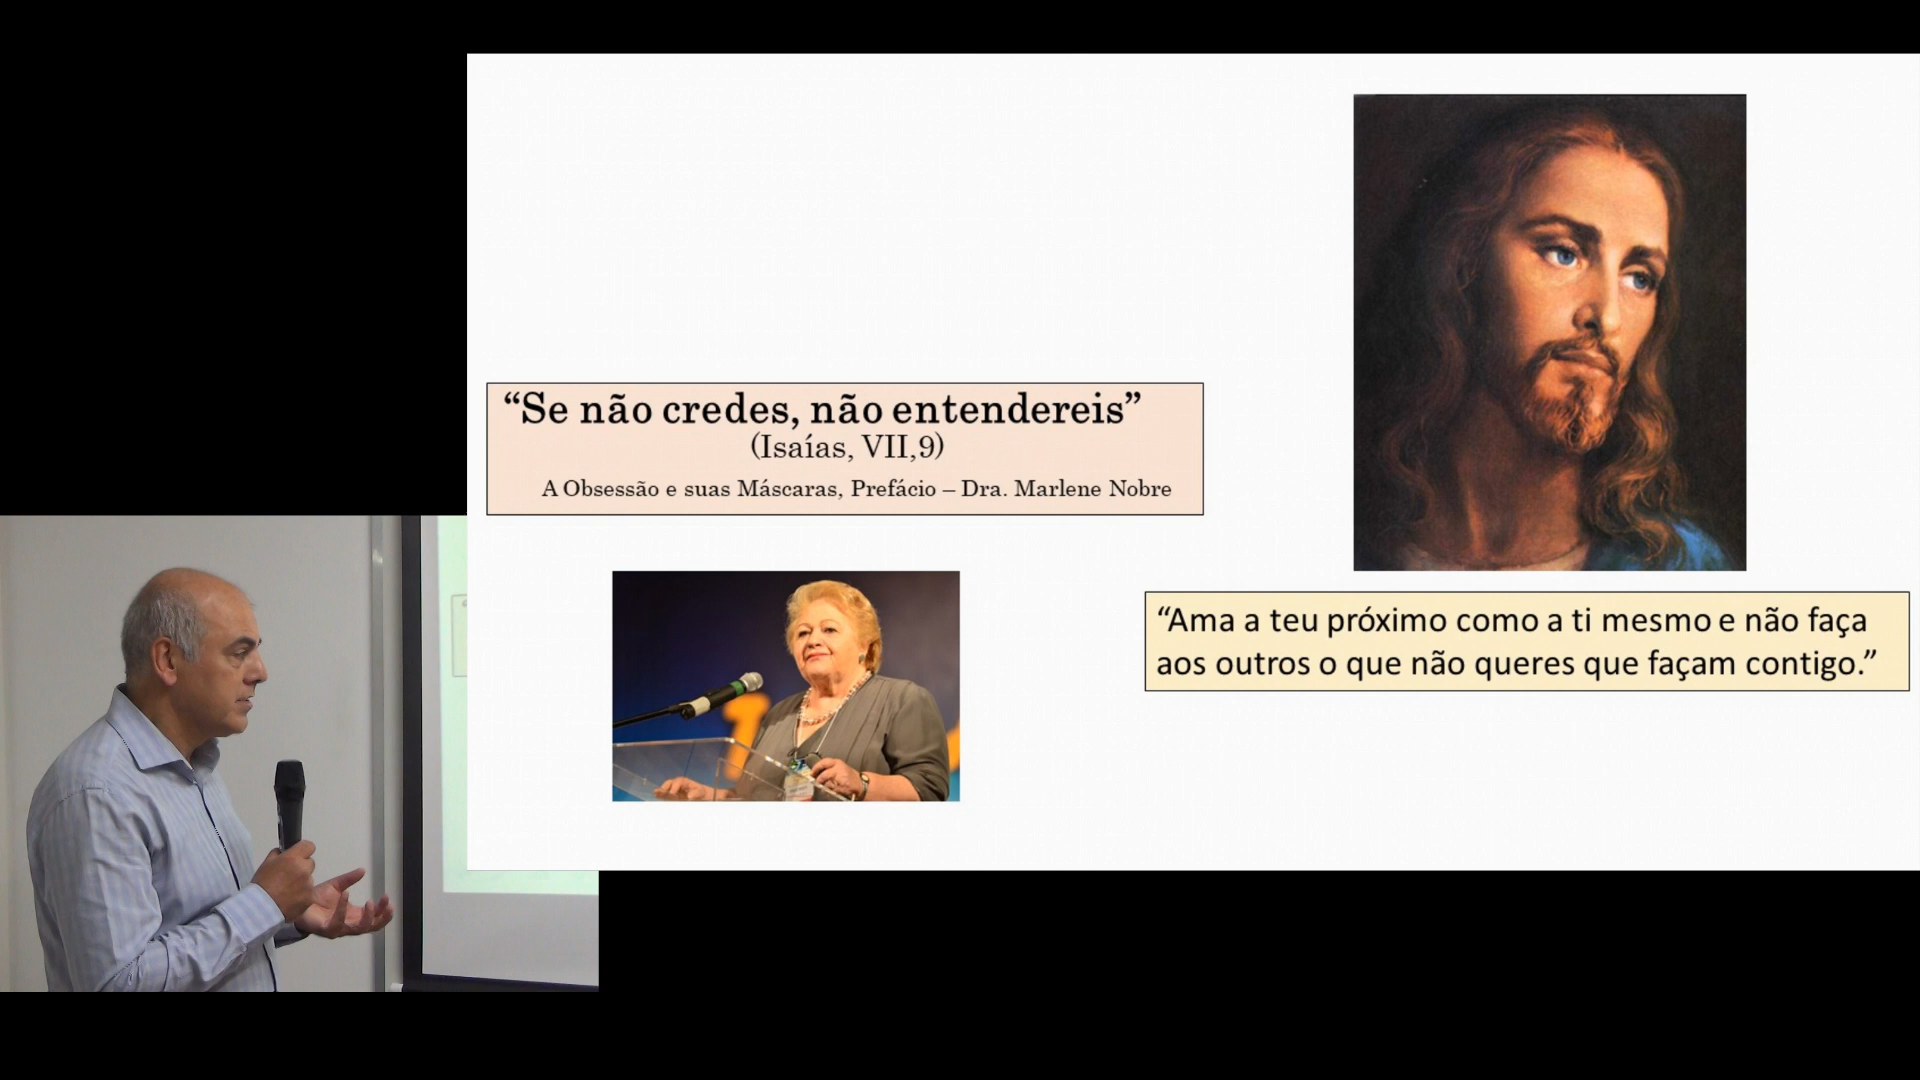 “Se não credes, não entendereis”
(Isaías, VII,9)
A Obsessão e suas Máscaras, Prefácio – Dra. Marlene Nobre
“Ama a teu próximo como a ti mesmo e não faça
aos outros o que não queres que façam contigo.”